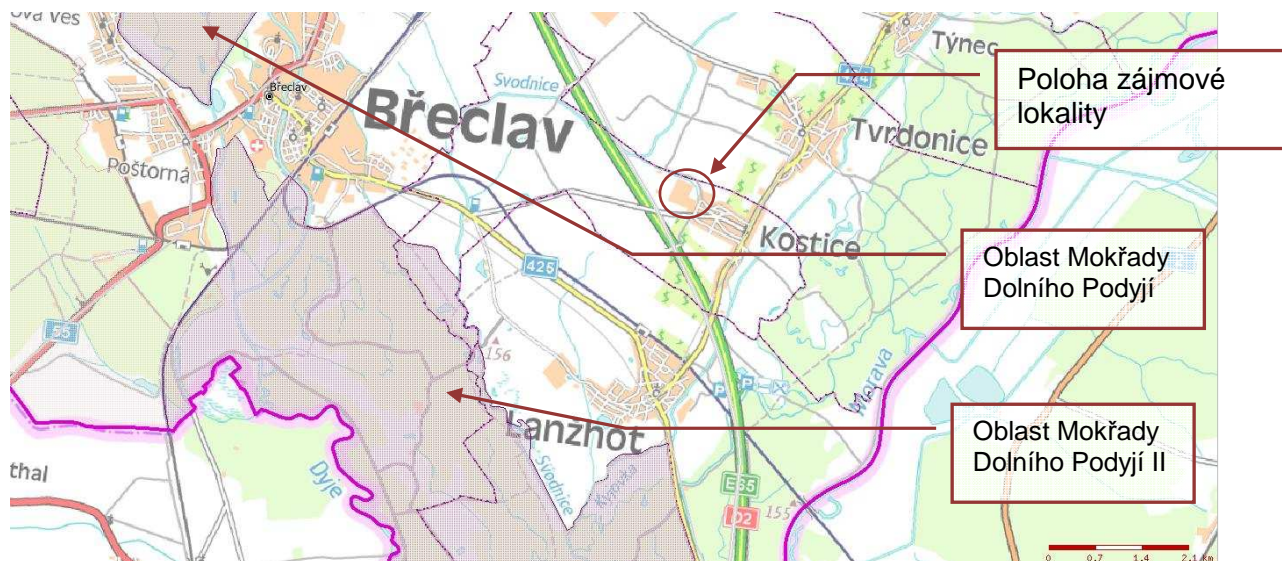 ova Ves
Týnec
424
Svodnice
Břeclav
Břeclav
Poloha zájmové
lokality
Tvrdonice
Poštorná
Kostice
Oblast Mokřady
Dolního Podyjí
425
55
156
Morava
Lanžhot
Oblast Mokřady
Dolního Podyjí II
thal
Dyje
Svodnice
E65
D2
155
0 0.7 1.4 2.1 km